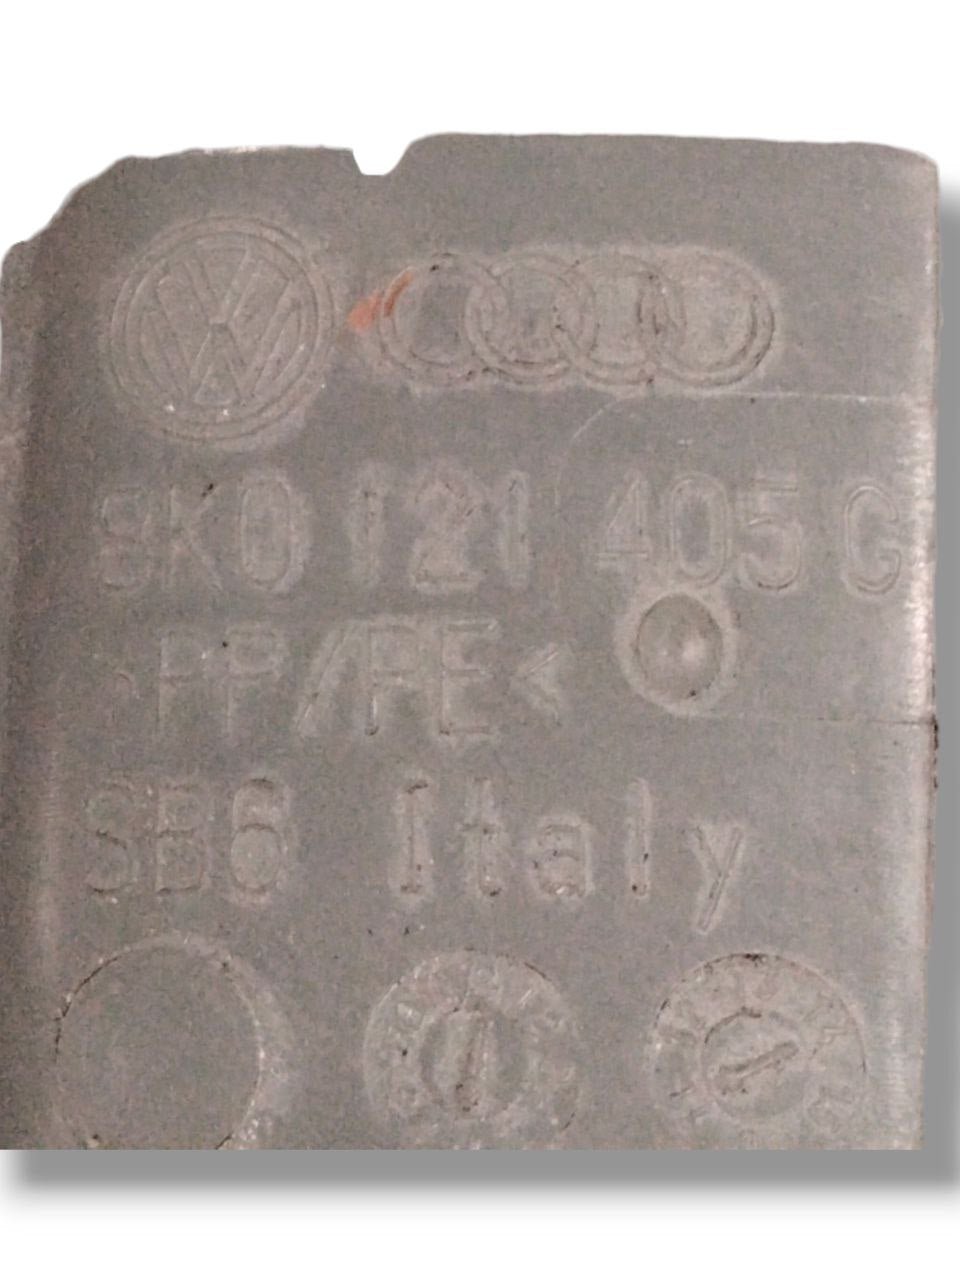 8K0 121 405 G
>PP/PE<
SB6 Italy